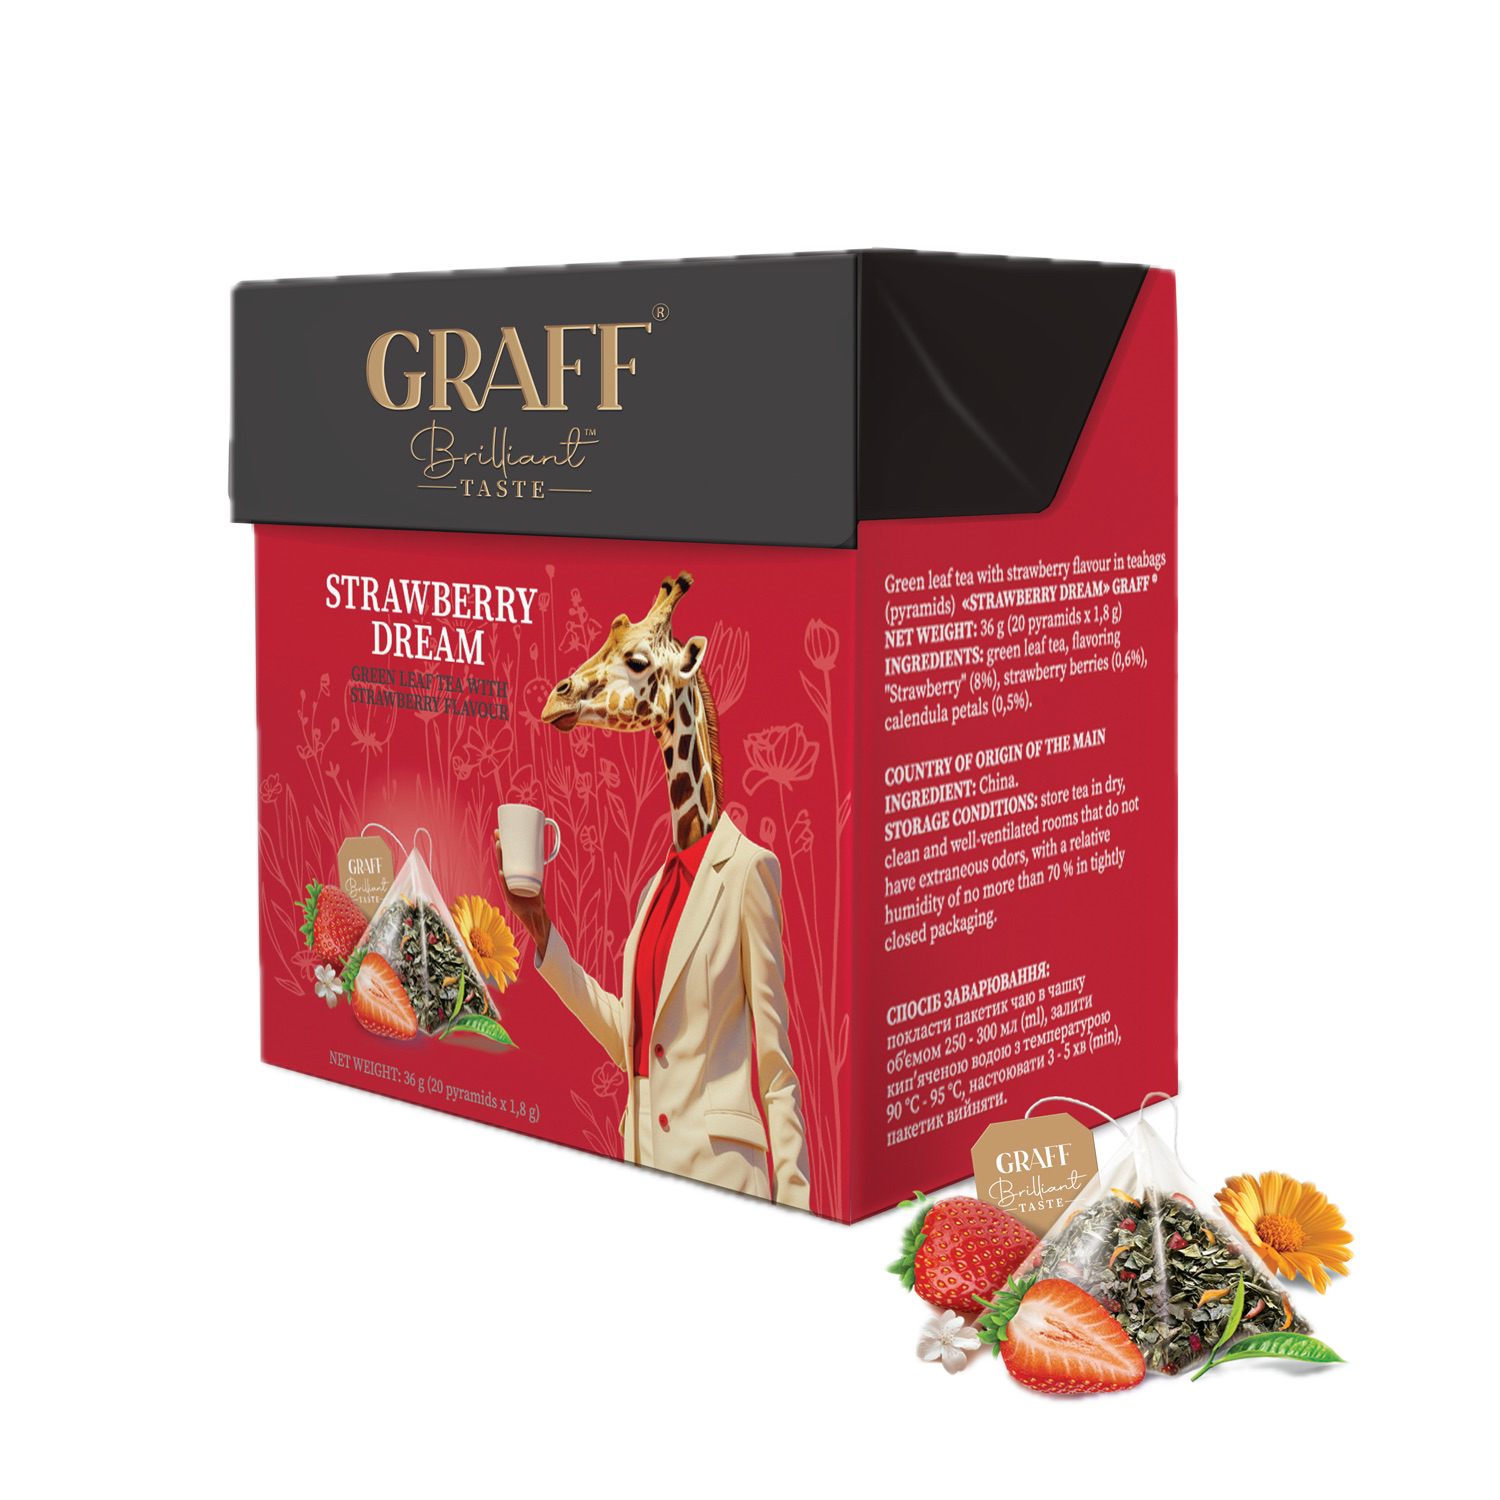 GRAFF®
Brilliant™
TASTE
STRAWBERRY
DREAM
GREEN LEAF TEA WITH
STRAWBERRY FLAVOUR
GRAFF
Brilliant
TASTE
NET WEIGHT: 36 g (20 pyramids x 1,8 g)
Green leaf tea with strawberry flavour in teabags
(pyramids) «STRAWBERRY DREAM» GRAFF®
NET WEIGHT: 36 g (20 pyramids x 1,8 g)
INGREDIENTS: green leaf tea, flavoring
"Strawberry" (8%), strawberry berries (0,6%),
calendula petals (0,5%).
COUNTRY OF ORIGIN OF THE MAIN
INGREDIENT: China.
STORAGE CONDITIONS: store tea in dry,
clean and well-ventilated rooms that do not
have extraneous odors, with a relative
humidity of no more than 70 % in tightly
closed packaging.
СПОСІБ ЗАВАРЮВАННЯ:
покласти пакетик чаю в чашку
об'ємом 250 - 300 мл (ml), залити
кип'яченою водою з температурою
90 °C - 95 °C, настоювати 3 - 5 хв (min),
пакетик вийняти.
GRAFF
Brilliant
TASTE